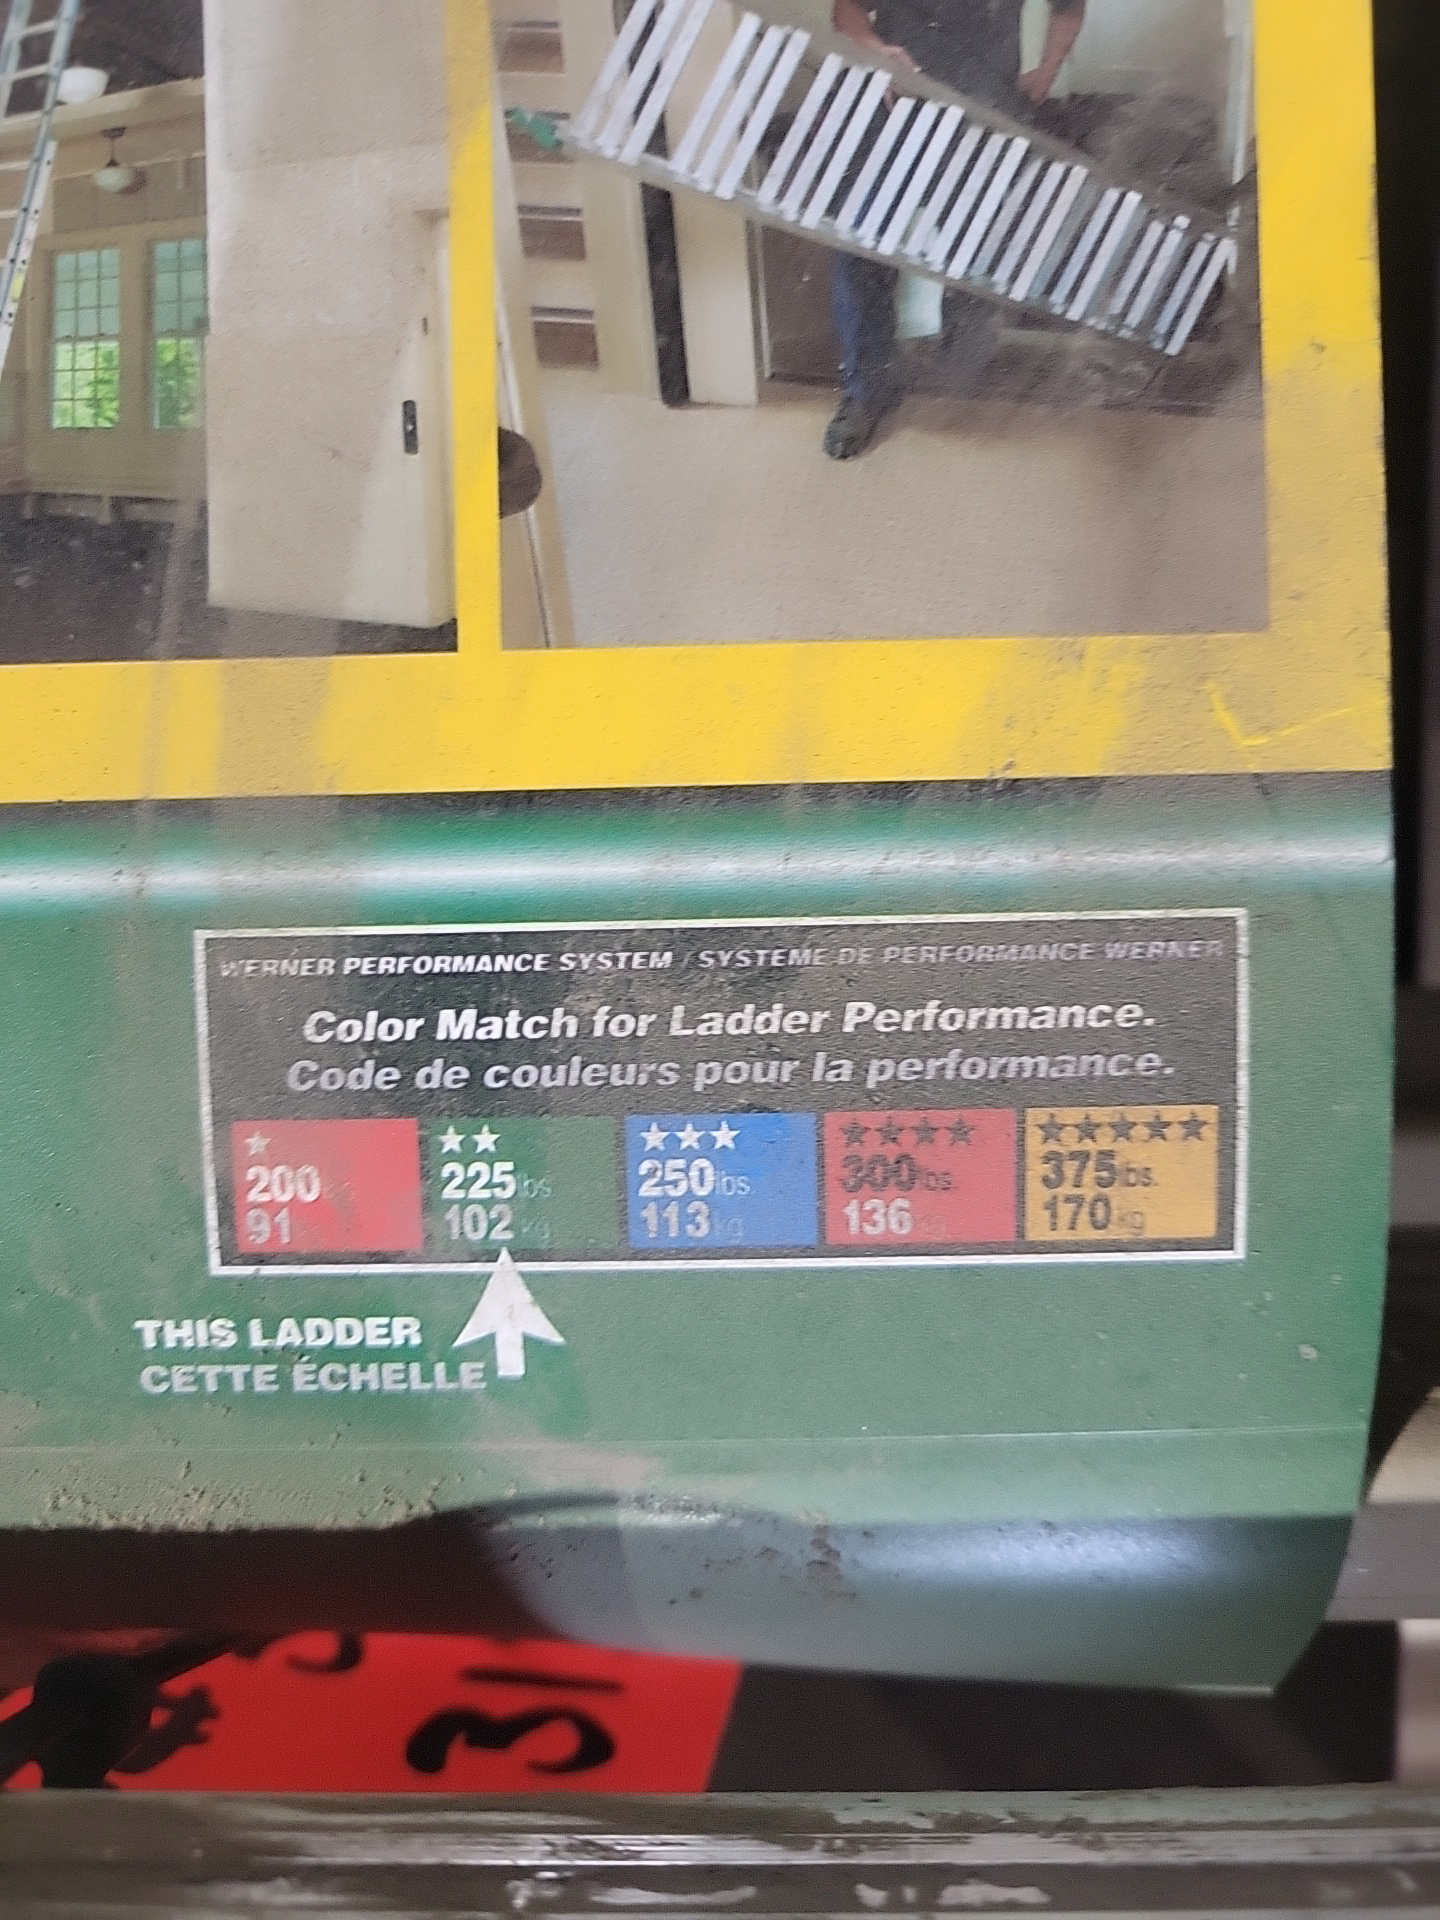 WERNER PERFORMANCE SYSTEM / SYSTÈME DE PERFORMANCE WERNER
Color Match for Ladder Performance.
Code de couleurs pour la performance.
★ ★★ ★★★ ★★★★ ★★★★★
200 225 lbs. 250 lbs. 300 lbs. 375 lbs.
91 102 kg 113 kg 136 kg 170 kg
THIS LADDER
CETTE ÉCHELLE